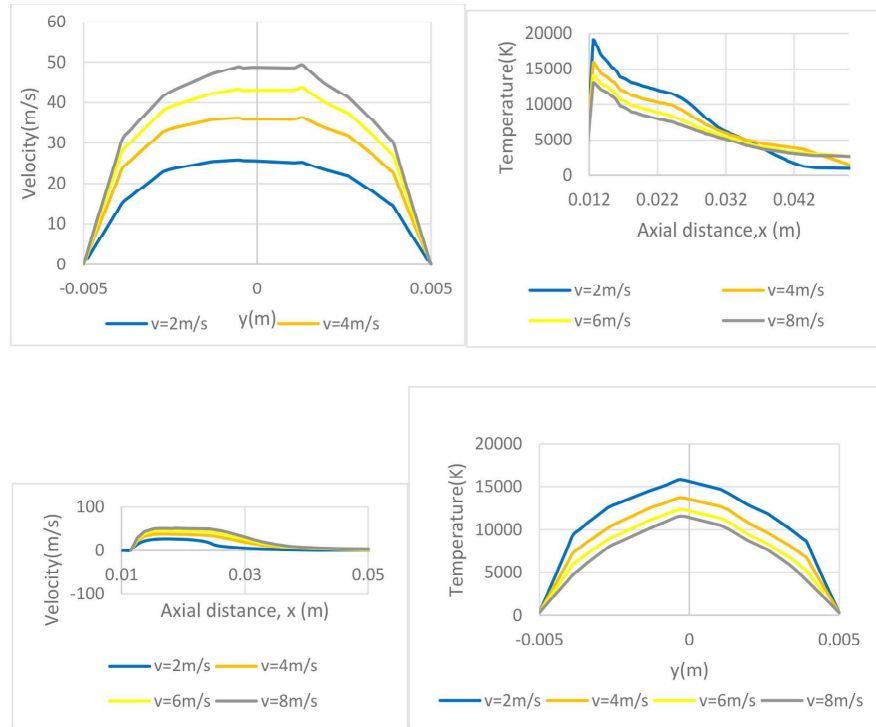 60
50
40
30
20
10
0
Velocity(m/s)
-0.005 0 0.005
y(m)
v=2m/s v=4m/s
20000
15000
10000
5000
0
Temperature(K)
0.012 0.022 0.032 0.042
Axial distance,x (m)
v=2m/s v=4m/s
v=6m/s v=8m/s
100
0
-100
Velocity(m/s)
0.01 0.03 0.05
Axial distance, x (m)
v=2m/s v=4m/s
v=6m/s v=8m/s
20000
15000
10000
5000
0
Temperature(K)
-0.005 0 0.005
y(m)
v=2m/s v=4m/s v=6m/s v=8m/s